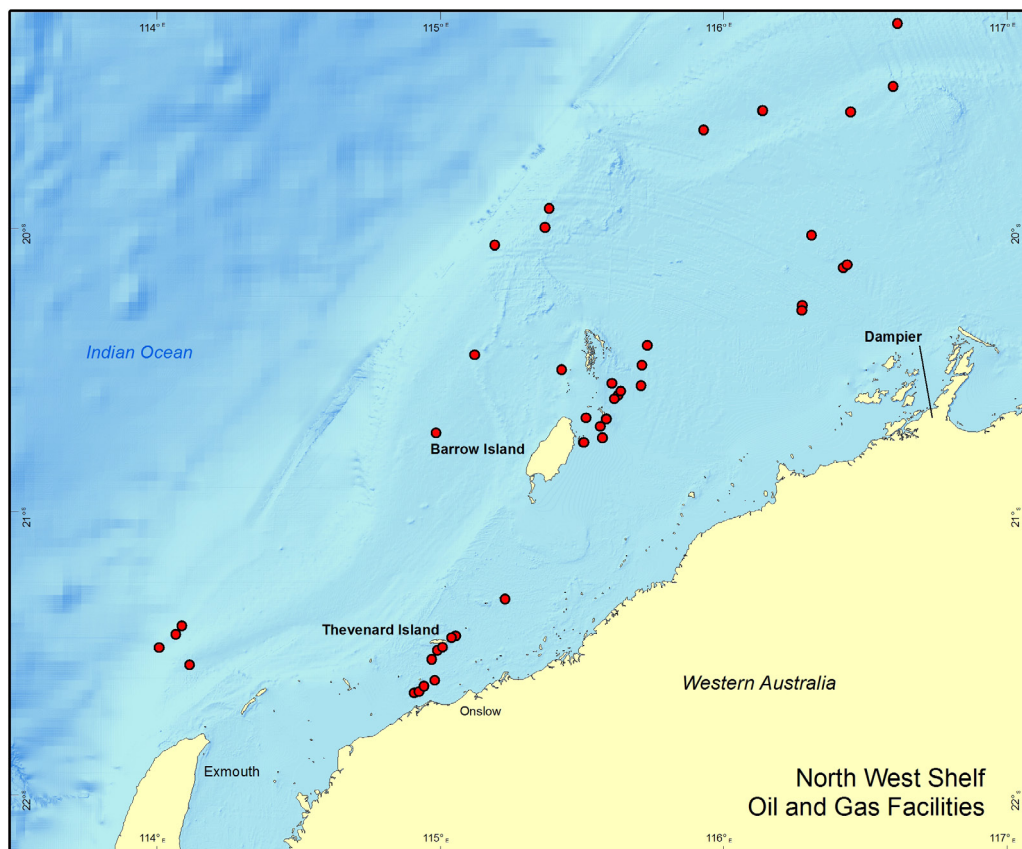 114° E
115° E
116° E
117° E
20° S
20° S
Indian Ocean
Dampier
Barrow Island
21° S
21° S
Thevenard Island
Western Australia
Onslow
Exmouth
North West Shelf
Oil and Gas Facilities
22° S
22° S
114° E
115° E
116° E
117° E